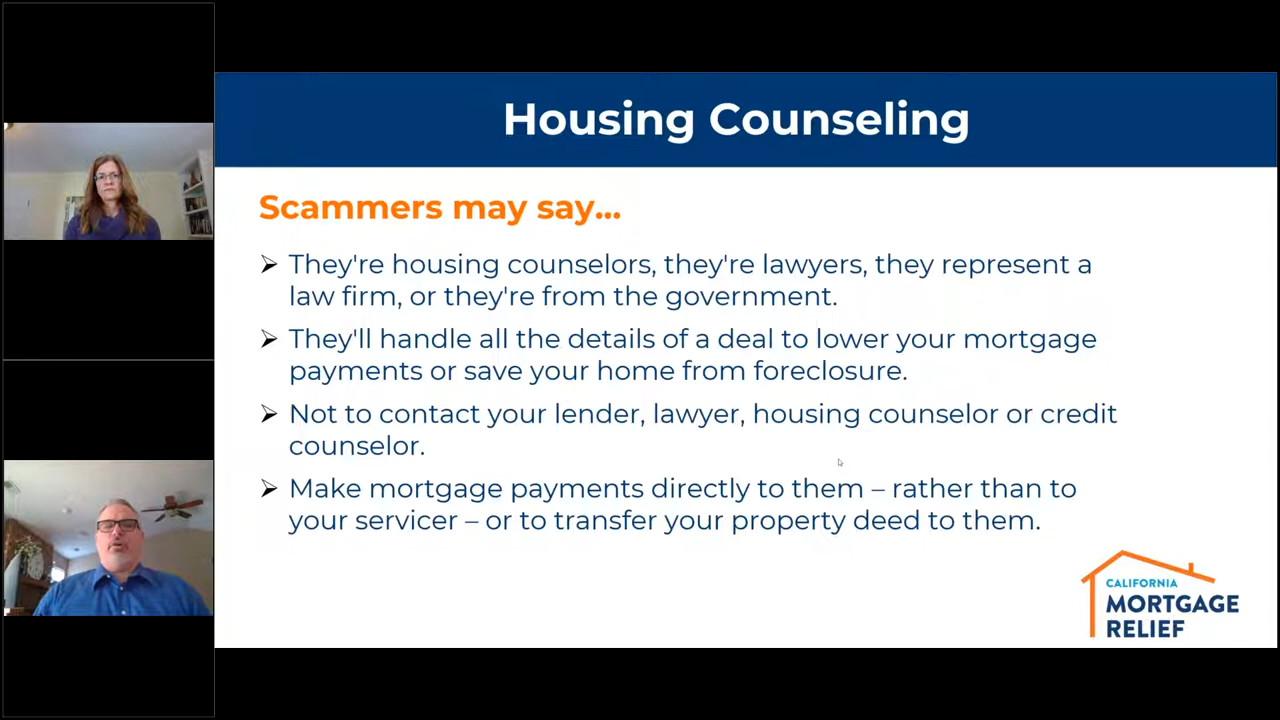 Housing Counseling
Scammers may say...
➢ They're housing counselors, they're lawyers, they represent a
law firm, or they're from the government.
➢ They'll handle all the details of a deal to lower your mortgage
payments or save your home from foreclosure.
➢ Not to contact your lender, lawyer, housing counselor or credit
counselor.
➢ Make mortgage payments directly to them – rather than to
your servicer – or to transfer your property deed to them.
CALIFORNIA
MORTGAGE
RELIEF